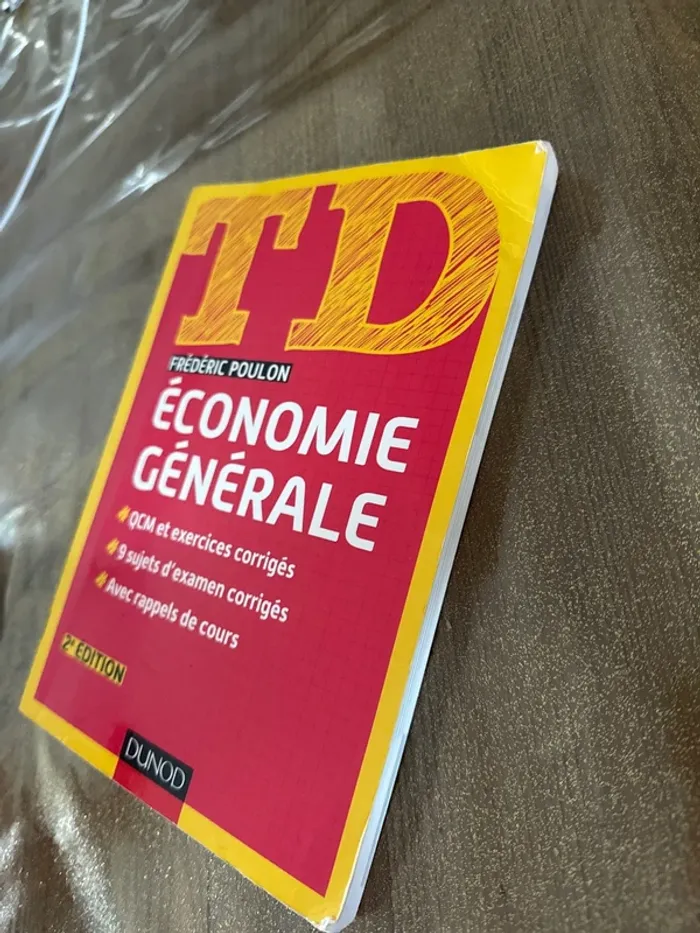 TD
FRÉDÉRIC POULON
ÉCONOMIE
GÉNÉRALE
QCM et exercices corrigés
9 sujets d'examen corrigés
Avec rappels de cours
2e ÉDITION
DUNOD